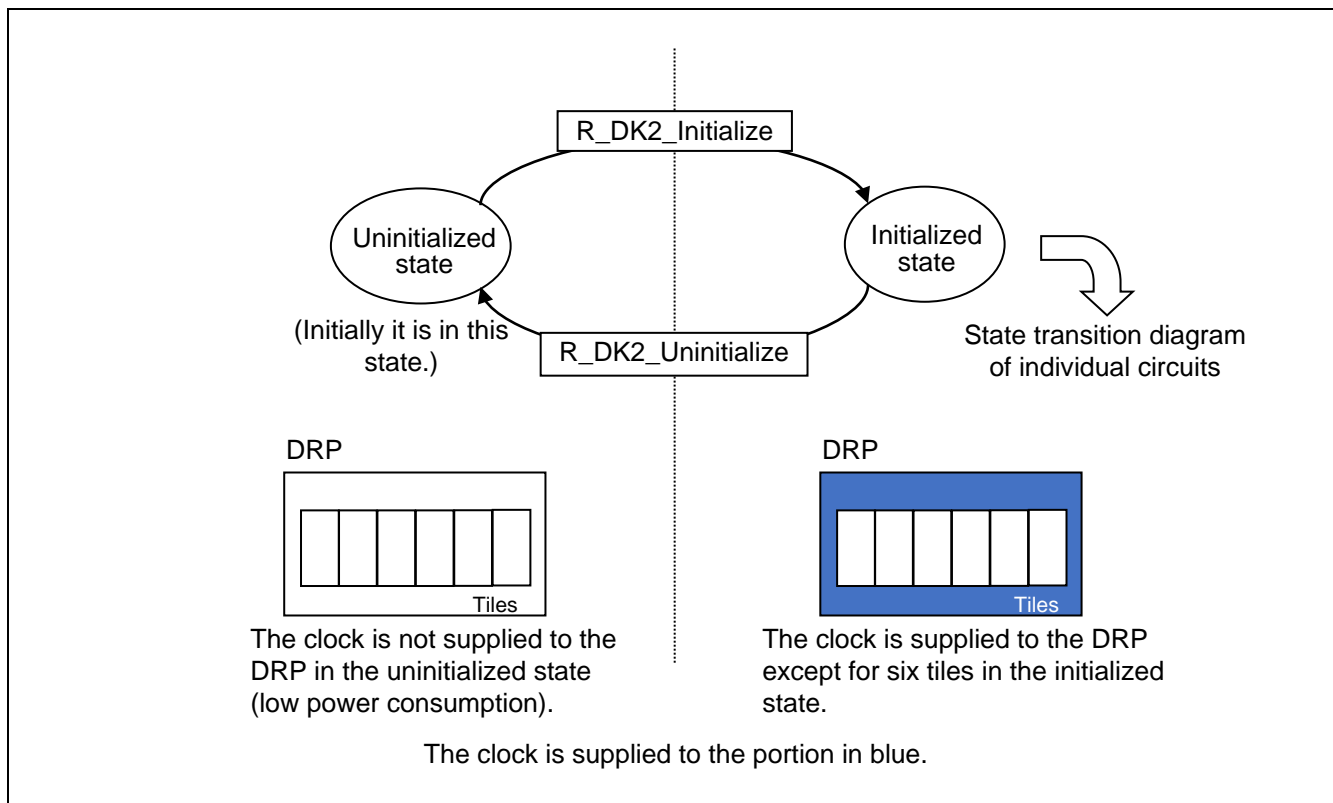 R_DK2_Initialize
Uninitialized
state
Initialized
state
(Initially it is in this
state.)
R_DK2_Uninitialize
State transition diagram
of individual circuits
DRP
Tiles
The clock is not supplied to the
DRP in the uninitialized state
(low power consumption).
DRP
Tiles
The clock is supplied to the DRP
except for six tiles in the initialized
state.
The clock is supplied to the portion in blue.